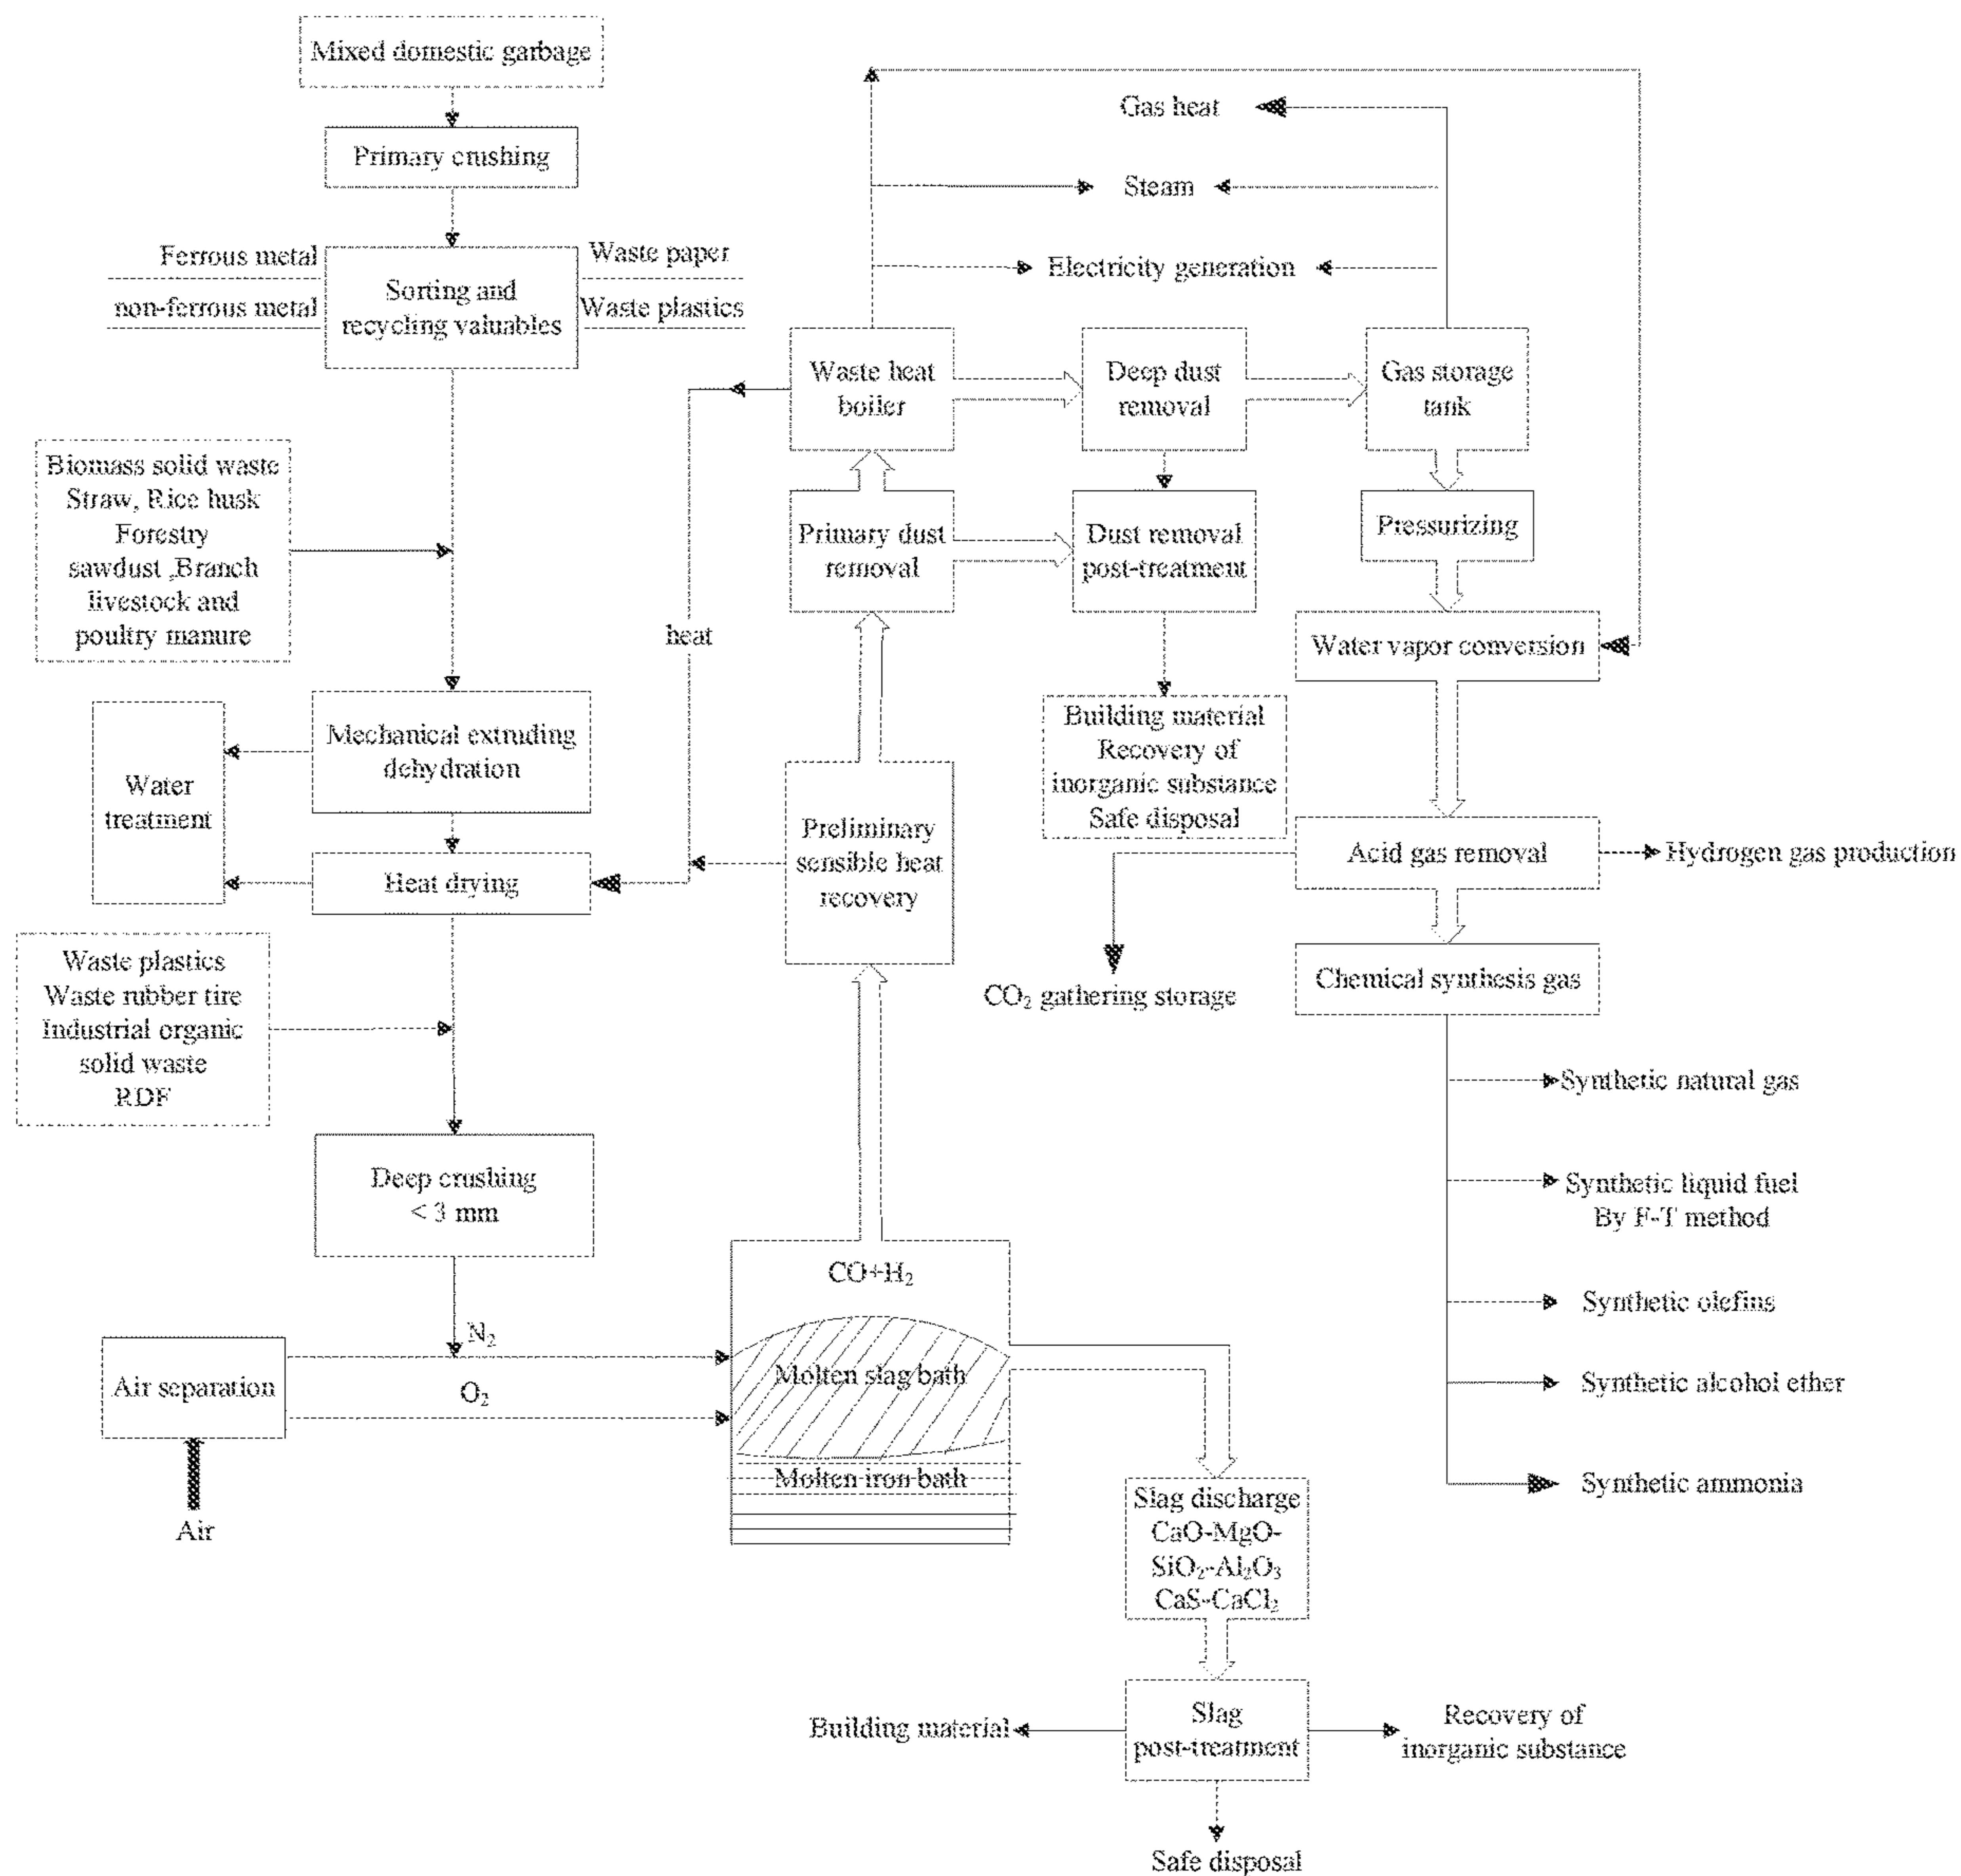 Mixed domestic garbage
Primary crushing
Ferrous metal
non-ferrous metal
Sorting and
recycling valuables
Waste paper
Waste plastics
Biomass solid waste
Straw, Rice husk
Forestry
sawdust ,Branch
livestock and
poultry manure
Mechanical extruding
dehydration
Water
treatment
Heat drying
Waste plastics
Waste rubber tire
Industrial organic
solid waste
RDF
Deep crushing
< 3 mm
N₂
O₂
Air separation
Air
Gas heat
Steam
Electricity generation
Waste heat
boiler
Deep dust
removal
Gas storage
tank
Primary dust
removal
Dust removal
post-treatment
Pressurizing
heat
Water vapor conversion
Building material
Recovery of
inorganic substance
Safe disposal
Preliminary
sensible heat
recovery
Acid gas removal
Hydrogen gas production
CO₂ gathering storage
Chemical synthesis gas
Synthetic natural gas
Synthetic liquid fuel
By F-T method
Synthetic olefins
Synthetic alcohol ether
Synthetic ammonia
CO+H₂
Molten slag bath
Molten iron bath
Slag discharge
CaO-MgO-
SiO₂-Al₂O₃
CaS-CaCl₂
Slag
post-treatment
Building material
Recovery of
inorganic substance
Safe disposal